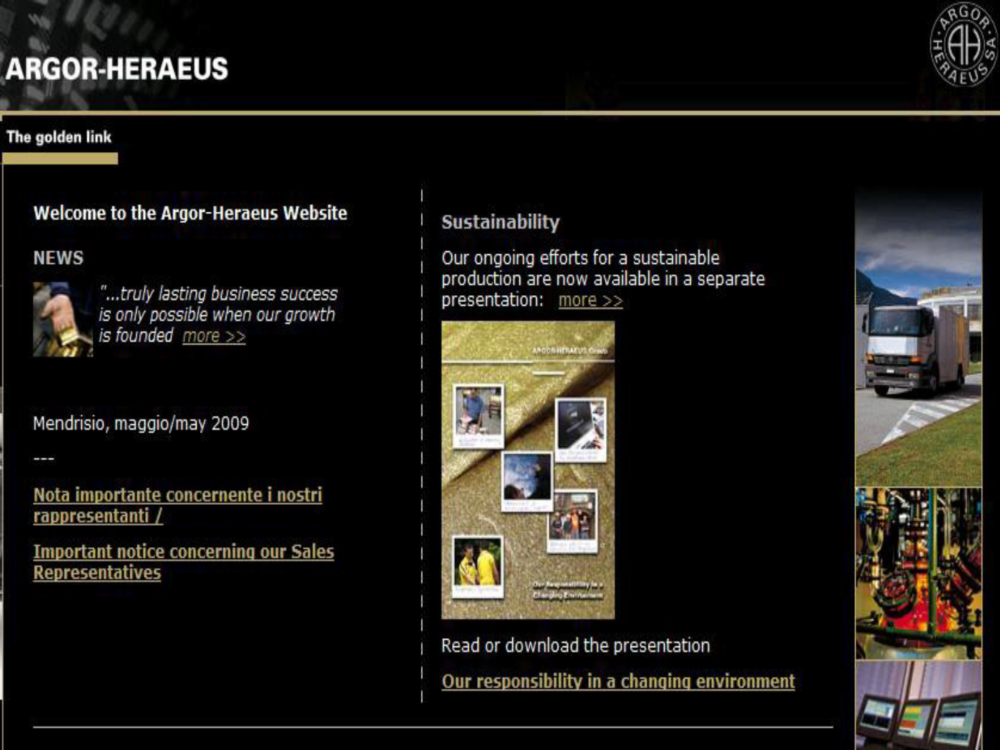 ARGOR-HERAEUS
ARGOR
HERAEUS SA
AH
The golden link
Welcome to the Argor-Heraeus Website
NEWS
"...truly lasting business success
is only possible when our growth
is founded more >>
Mendrisio, maggio/may 2009
---
Nota importante concernente i nostri
rappresentanti /
Important notice concerning our Sales
Representatives
Sustainability
Our ongoing efforts for a sustainable
production are now available in a separate
presentation: more >>
ARGOR-HERAEUS Group
Our Responsibility in a
Changing Environment
Read or download the presentation
Our responsibility in a changing environment